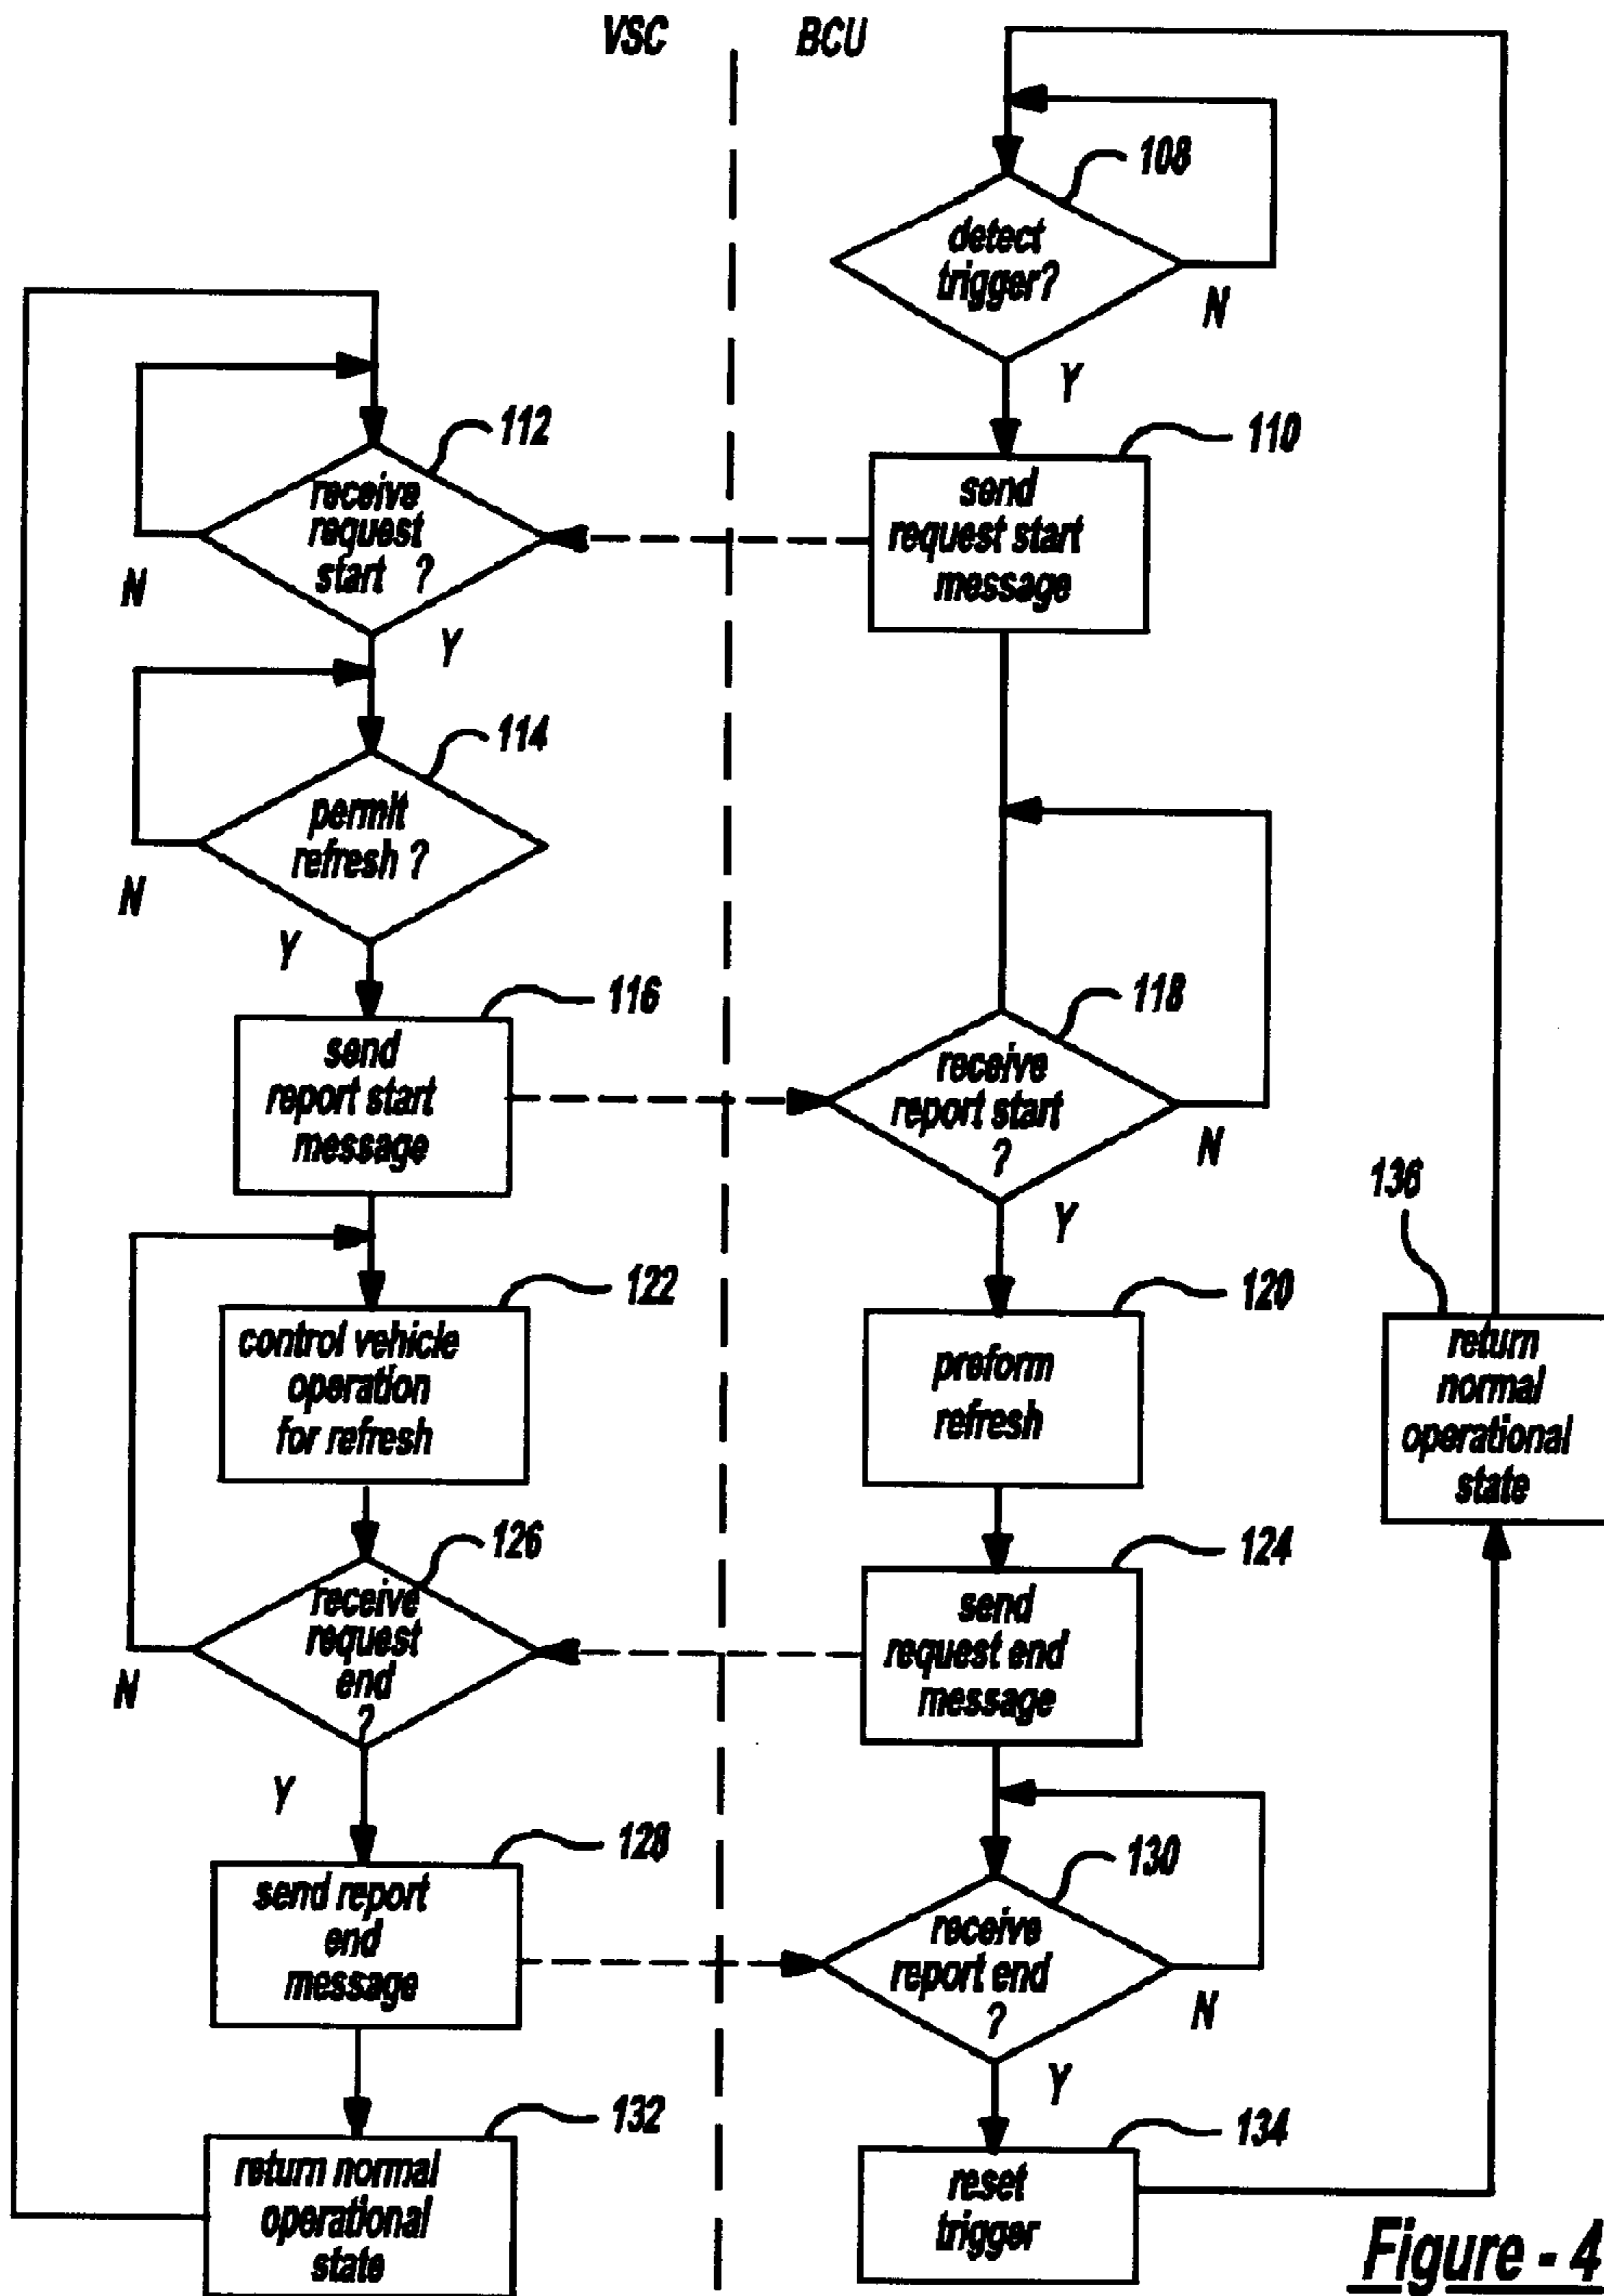 VSC
BCU
108
detect
trigger?
N
Y
110
send
request start
message
112
receive
request
start ?
N
Y
114
permit
refresh ?
N
Y
116
send
report start
message
118
receive
report start
?
N
Y
136
return
normal
operational
state
122
control vehicle
operation
for refresh
120
preform
refresh
126
receive
request
end
?
N
Y
124
send
request end
message
128
send report
end
message
130
receive
report end
?
N
Y
132
return normal
operational
state
134
reset
trigger
Figure - 4